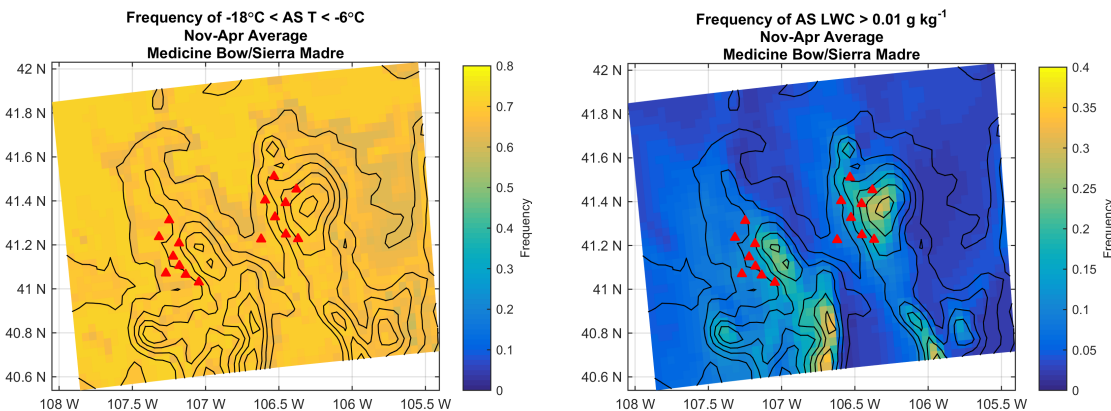 Frequency of -18°C < AS T < -6°C
Nov-Apr Average
Medicine Bow/Sierra Madre
42 N
41.8 N
41.6 N
41.4 N
41.2 N
41 N
40.8 N
40.6 N
108 W
107.5 W
107 W
106.5 W
106 W
105.5 W
0.8
0.7
0.6
0.5
0.4
0.3
0.2
0.1
0
Frequency
Frequency of AS LWC > 0.01 g kg⁻¹
Nov-Apr Average
Medicine Bow/Sierra Madre
42 N
41.8 N
41.6 N
41.4 N
41.2 N
41 N
40.8 N
40.6 N
108 W
107.5 W
107 W
106.5 W
106 W
105.5 W
0.4
0.35
0.3
0.25
0.2
0.15
0.1
0.05
0
Frequency